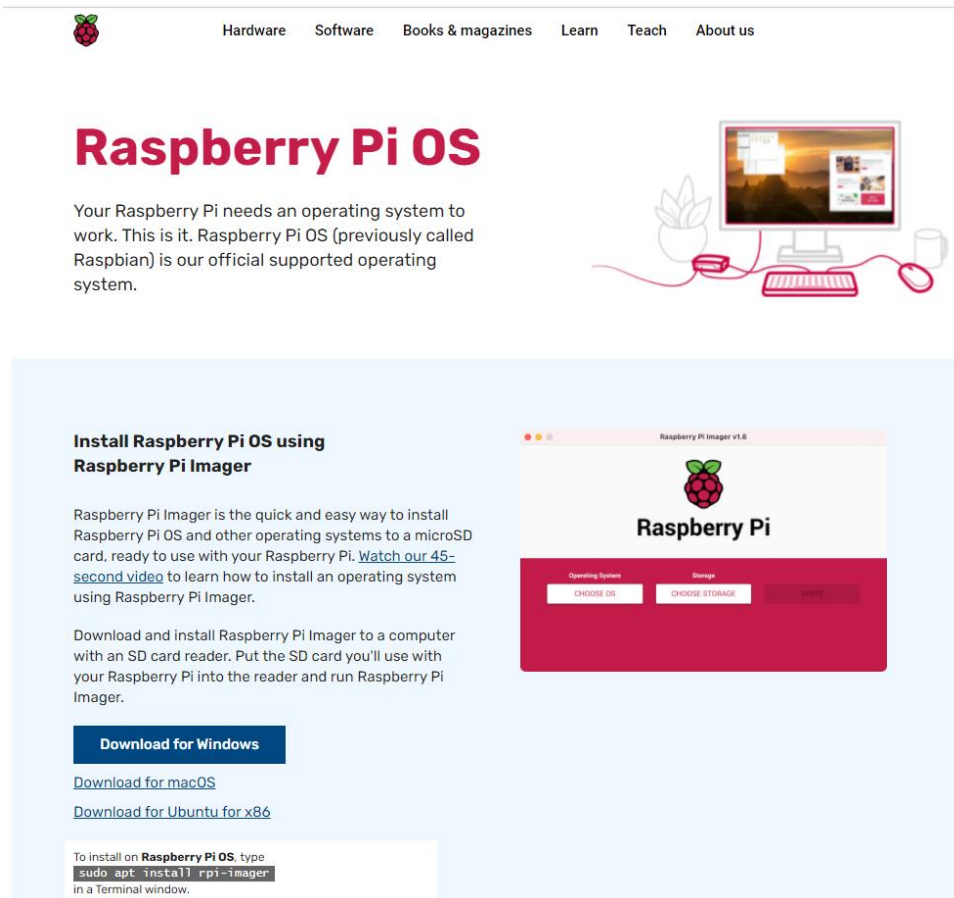 Hardware Software Books & magazines Learn Teach About us
Raspberry Pi OS
Your Raspberry Pi needs an operating system to
work. This is it. Raspberry Pi OS (previously called
Raspbian) is our official supported operating
system.
Install Raspberry Pi OS using
Raspberry Pi Imager
Raspberry Pi Imager is the quick and easy way to install
Raspberry Pi OS and other operating systems to a microSD
card, ready to use with your Raspberry Pi. Watch our 45-
second video to learn how to install an operating system
using Raspberry Pi Imager.
Download and install Raspberry Pi Imager to a computer
with an SD card reader. Put the SD card you'll use with
your Raspberry Pi into the reader and run Raspberry Pi
Imager.
Download for Windows
Download for macOS
Download for Ubuntu for x86
To install on Raspberry Pi OS, type
sudo apt install rpi-imager
in a Terminal window.
Raspberry Pi Imager v1.6
Raspberry Pi
Operating System Storage
CHOOSE OS CHOOSE STORAGE WRITE